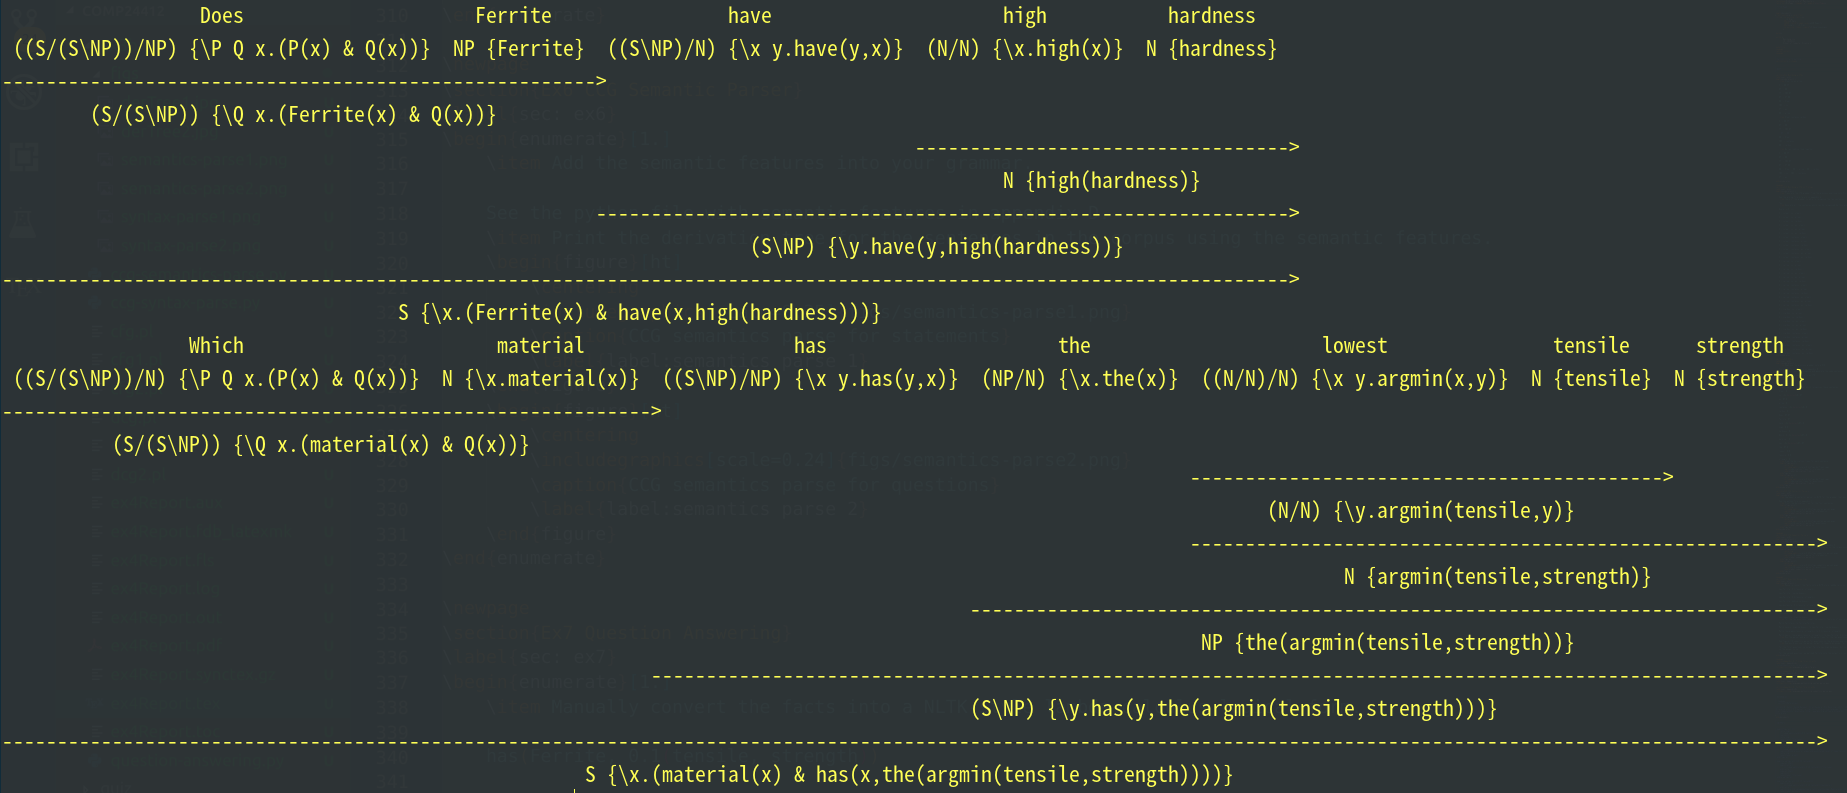 Does Ferrite have high hardness
((S/(S\NP))/NP) {\P Q x.(P(x) & Q(x))} NP {Ferrite} ((S\NP)/N) {\x y.have(y,x)} (N/N) {\x.high(x)} N {hardness}
------------------------------------------------------>
(S/(S\NP)) {\Q x.(Ferrite(x) & Q(x))}
---------------------------------->
N {high(hardness)}
--------------------------------------------------------------->
(S\NP) {\y.have(y,high(hardness))}
---------------------------------------------------------------------------------------------------------------------->
S {\x.(Ferrite(x) & have(x,high(hardness)))}
Which material has the lowest tensile strength
((S/(S\NP))/N) {\P Q x.(P(x) & Q(x))} N {\x.material(x)} ((S\NP)/NP) {\x y.has(y,x)} (NP/N) {\x.the(x)} ((N/N)/N) {\x y.argmin(x,y)} N {tensile} N {strength}
----------------------------------------------------------->
(S/(S\NP)) {\Q x.(material(x) & Q(x))}
------------------------------------------->
(N/N) {\y.argmin(tensile,y)}
--------------------------------------------------------->
N {argmin(tensile,strength)}
----------------------------------------------------------------------------->
NP {the(argmin(tensile,strength))}
---------------------------------------------------------------------------------------------------------->
(S\NP) {\y.has(y,the(argmin(tensile,strength)))}
--------------------------------------------------------------------------------------------------------------------------------------------------------------------->
S {\x.(material(x) & has(x,the(argmin(tensile,strength))))}